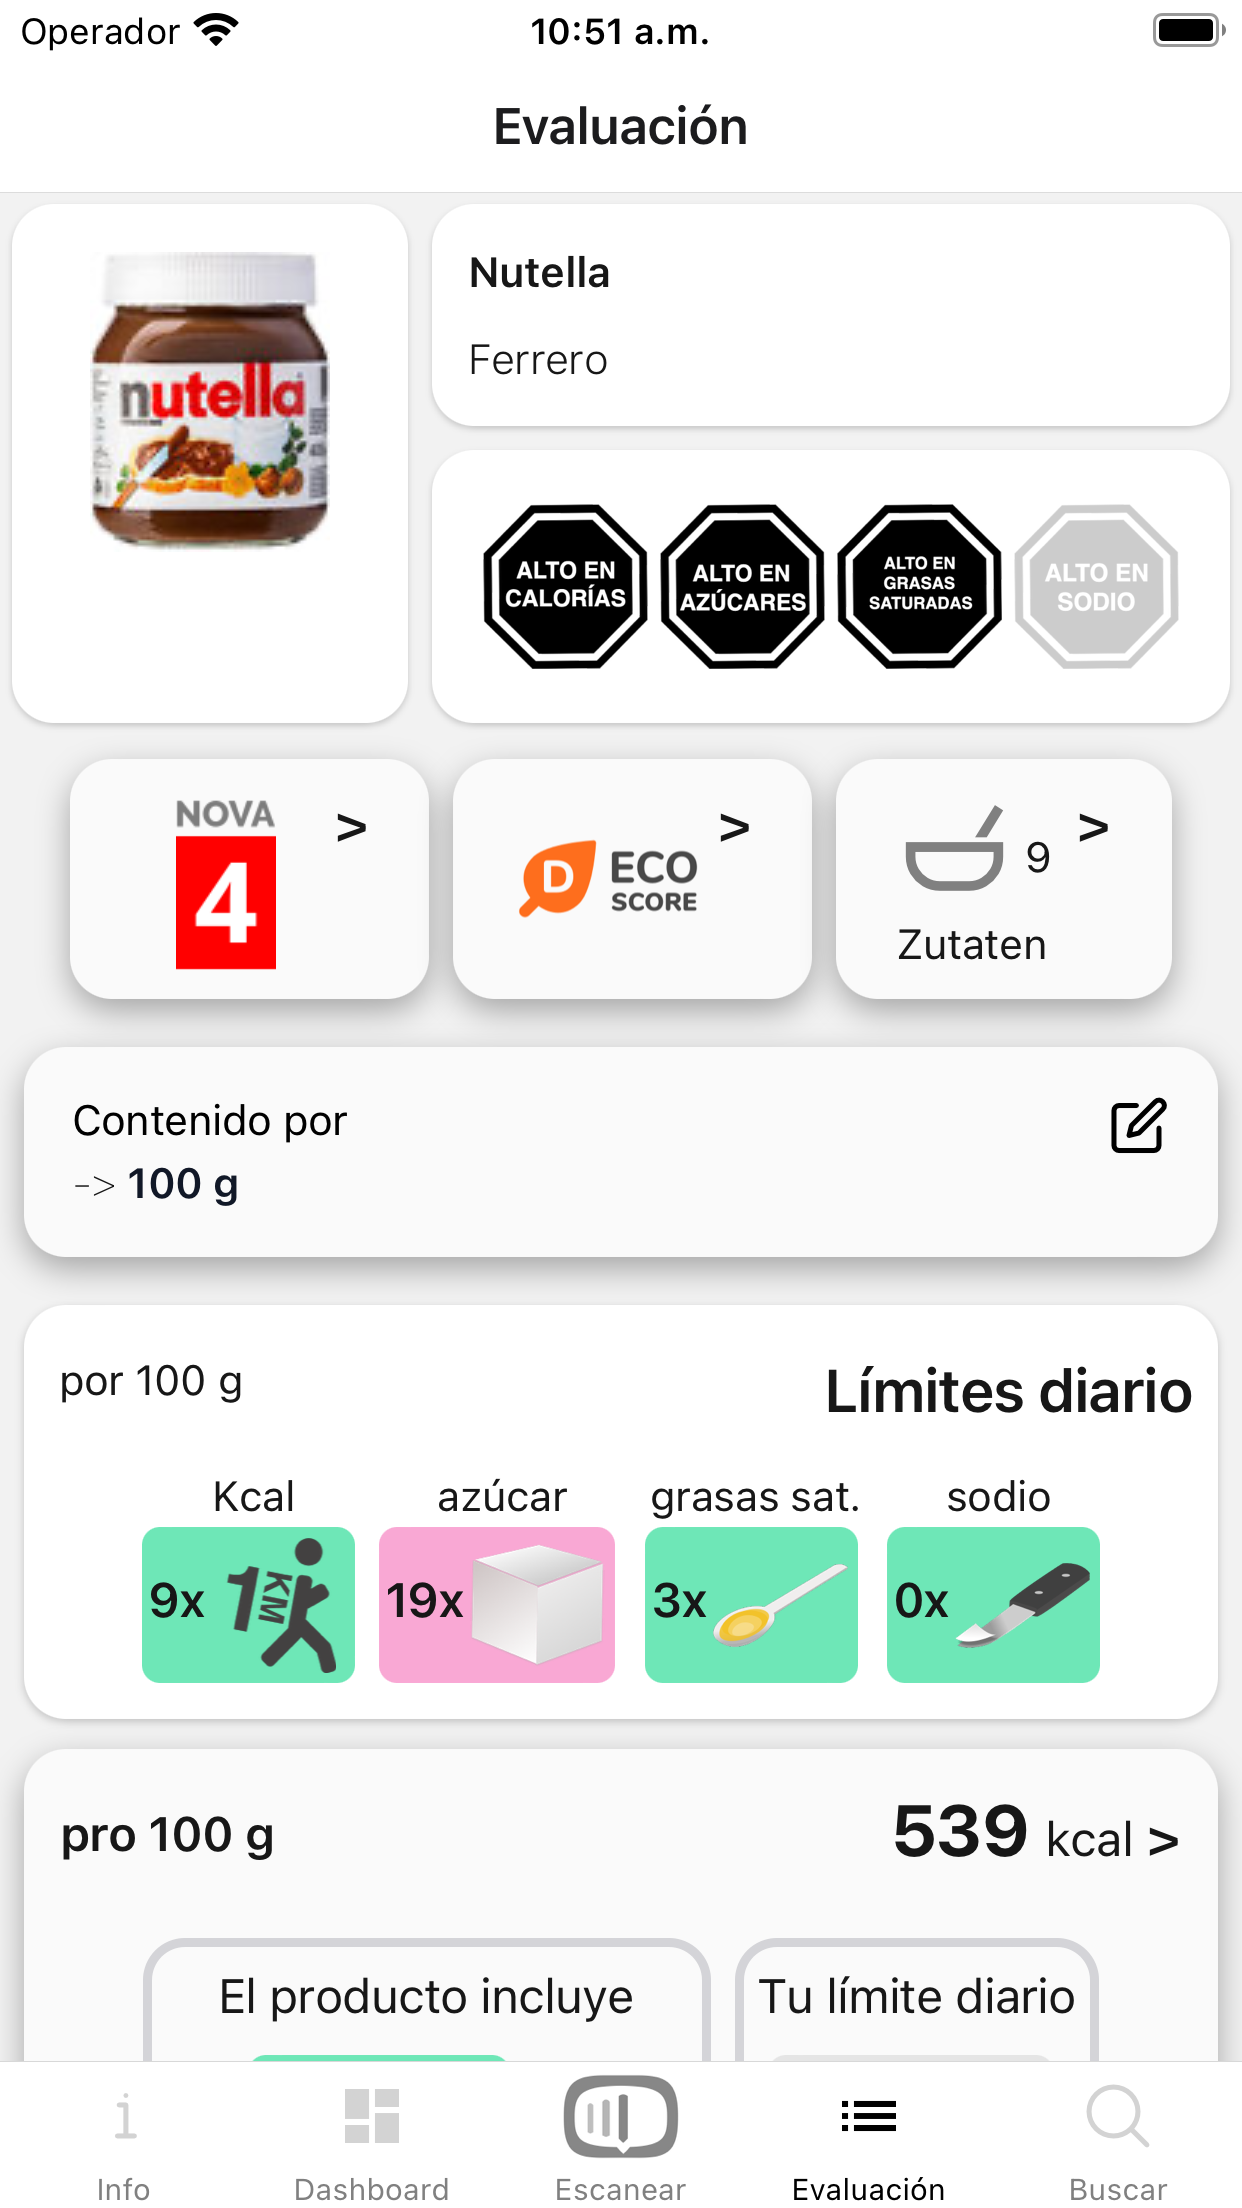 Operador
10:51 a.m.
Evaluación
nutella
Nutella
Ferrero
ALTO EN
CALORÍAS
ALTO EN
AZÚCARES
ALTO EN
GRASAS
SATURADAS
ALTO EN
SODIO
NOVA
4
>
D
ECO
SCORE
>
9
>
Zutaten
Contenido por
-> 100 g
por 100 g
Límites diario
Kcal
azúcar
grasas sat.
sodio
9x
1KM
19x
3x
0x
pro 100 g
539 kcal >
El producto incluye
Tu límite diario
Info
Dashboard
Escanear
Evaluación
Buscar